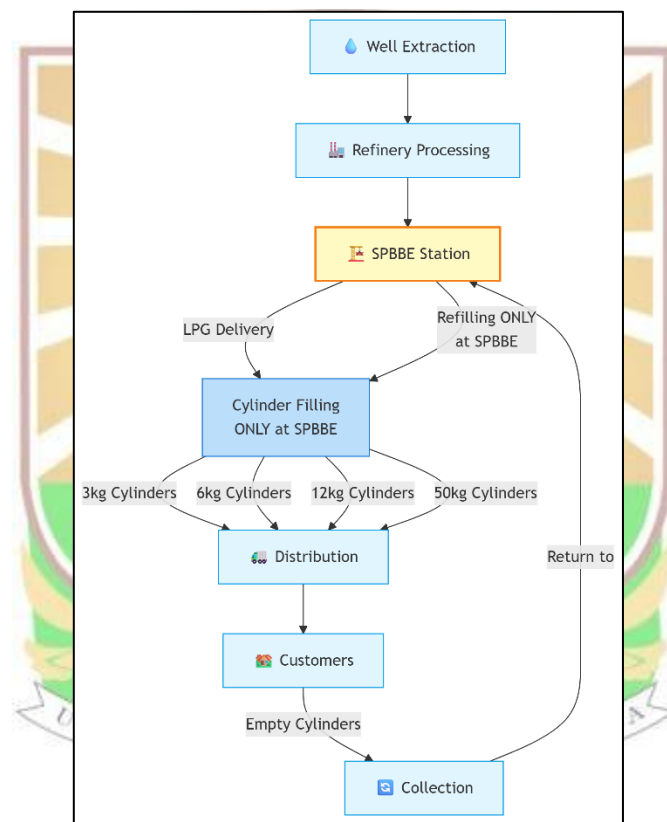 Well Extraction
Refinery Processing
SPBBE Station
LPG Delivery
Refilling ONLY
at SPBBE
Cylinder Filling
ONLY at SPBBE
3kg Cylinders
6kg Cylinders
12kg Cylinders
50kg Cylinders
Distribution
Return to
Customers
Empty Cylinders
Collection
U
A